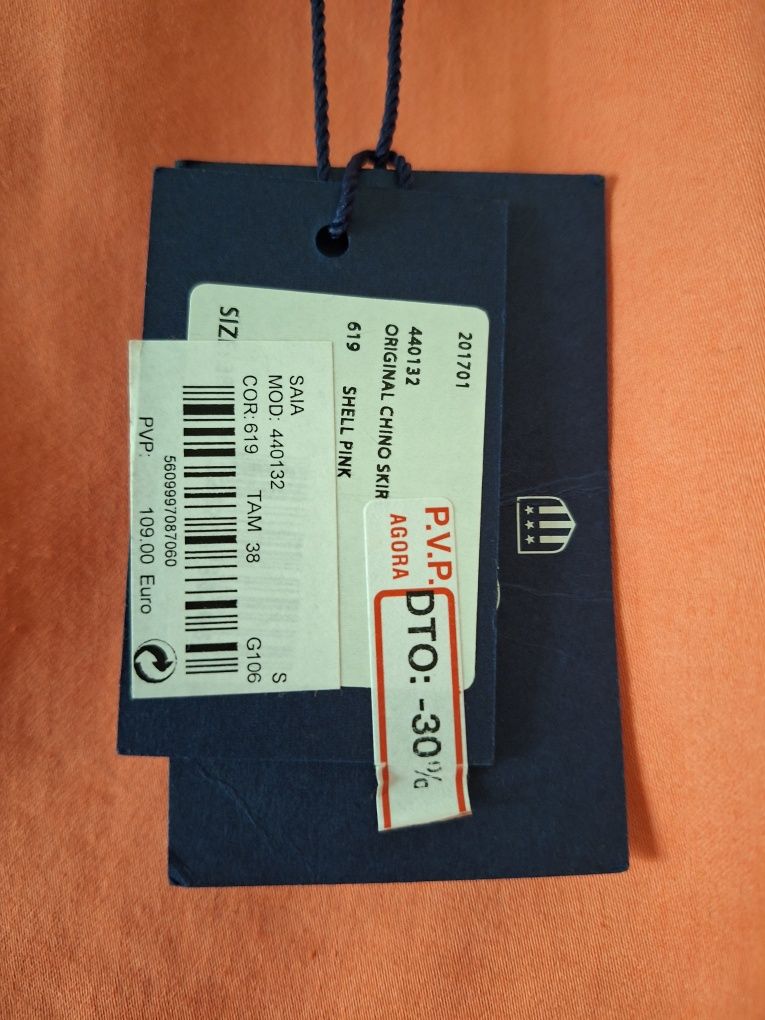 201701
440132
ORIGINAL CHINO SKIR
619 SHELL PINK
SIZ
P.V.P.
AGORA
DTO: -30%
SAIA S
MOD: 440132
COR: 619 TAM 38 G106
5609997087060
PVP: 109.00 Euro